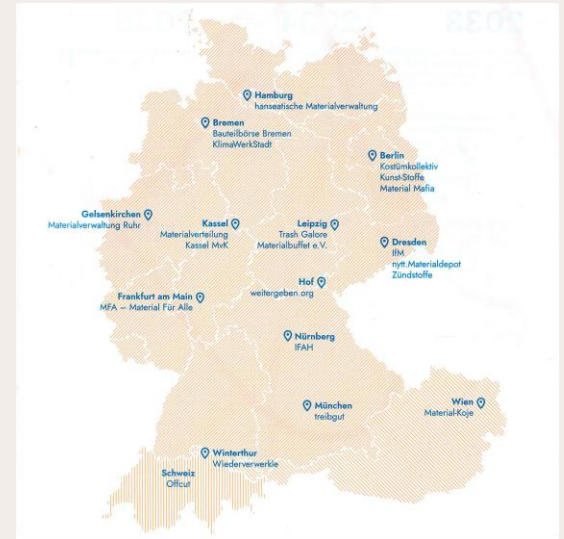 Hamburg
hanseatische Materialverwaltung
Bremen
Bauteilbörse Bremen
KlimaWerkStadt
Berlin
Kostümkollektiv
Kunst-Stoffe
Material Mafia
Gelsenkirchen
Materialverwaltung Ruhr
Kassel
Materialverteilung
Kassel MvK
Leipzig
Trash Galore
Materialbuffet e.V.
Dresden
IfM
nytt.Materialdepot
Zündstoffe
Hof
weitergeben.org
Frankfurt am Main
MFA – Material Für Alle
Nürnberg
IFAH
München
treibgut
Wien
Material-Koje
Winterthur
Wiederverwerkle
Schweiz
Offcut